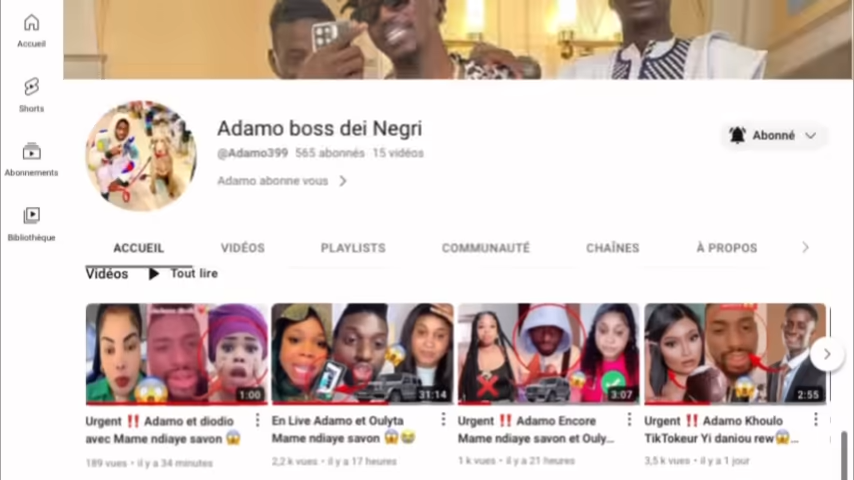 Accueil
Shorts
Abonnements
Bibliothèque
Adamo boss dei Negri
@Adamo399 565 abonnés 15 vidéos
Adamo abonne vous
Abonné
ACCUEIL VIDÉOS PLAYLISTS COMMUNAUTÉ CHAÎNES À PROPOS
Vidéos Tout lire
1:00 31:14 3:07 2:55
Urgent ‼️ Adamo et diodio
avec Mame ndiaye savon 😱
189 vues • il y a 34 minutes
En Live Adamo et Oulyta
Mame ndiaye savon 😱😂
2,2 k vues • il y a 17 heures
Urgent ‼️ Adamo Encore
Mame ndiaye savon et Ouly...
1 k vues • il y a 21 heures
Urgent ‼️ Adamo Khoulo
TikTokeur Yi daniou rew😱...
3,5 k vues • il y a 1 jour